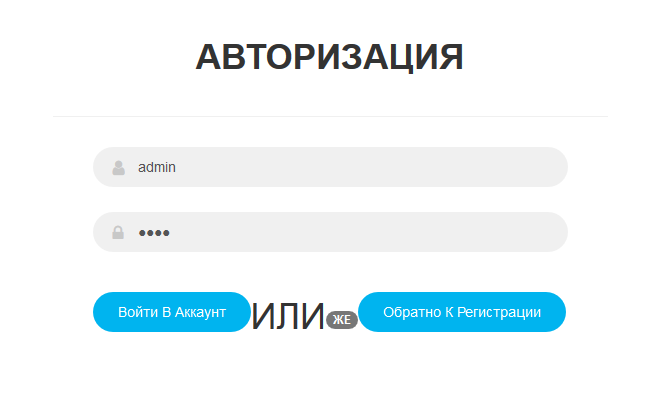 АВТОРИЗАЦИЯ
admin
••••
Войти В Аккаунт ИЛИ ЖЕ Обратно К Регистрации